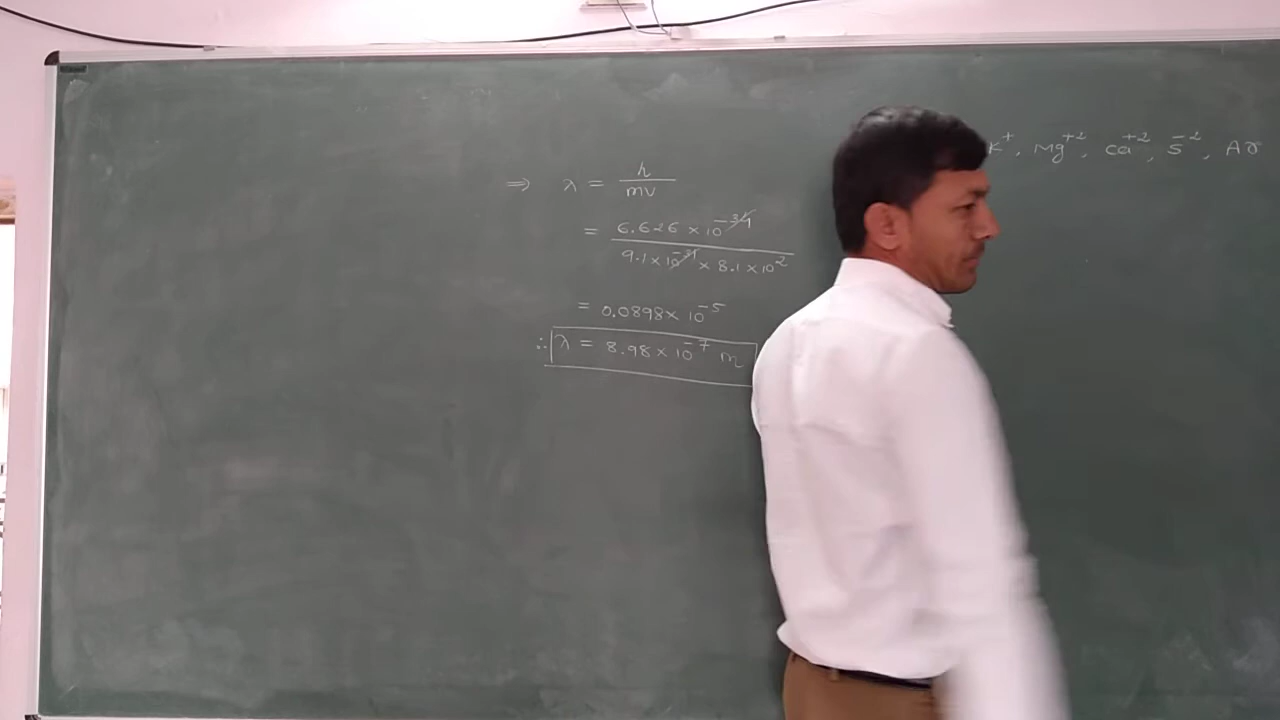 ⇒ λ = h/mv
= 6.626 × 10⁻³⁴ / 9.1 × 10⁻³¹ × 8.1 × 10²
= 0.0898 × 10⁻⁵
∴ λ = 8.98 × 10⁻⁷ m
K⁺, Mg⁺², Ca⁺², S⁻², Ar